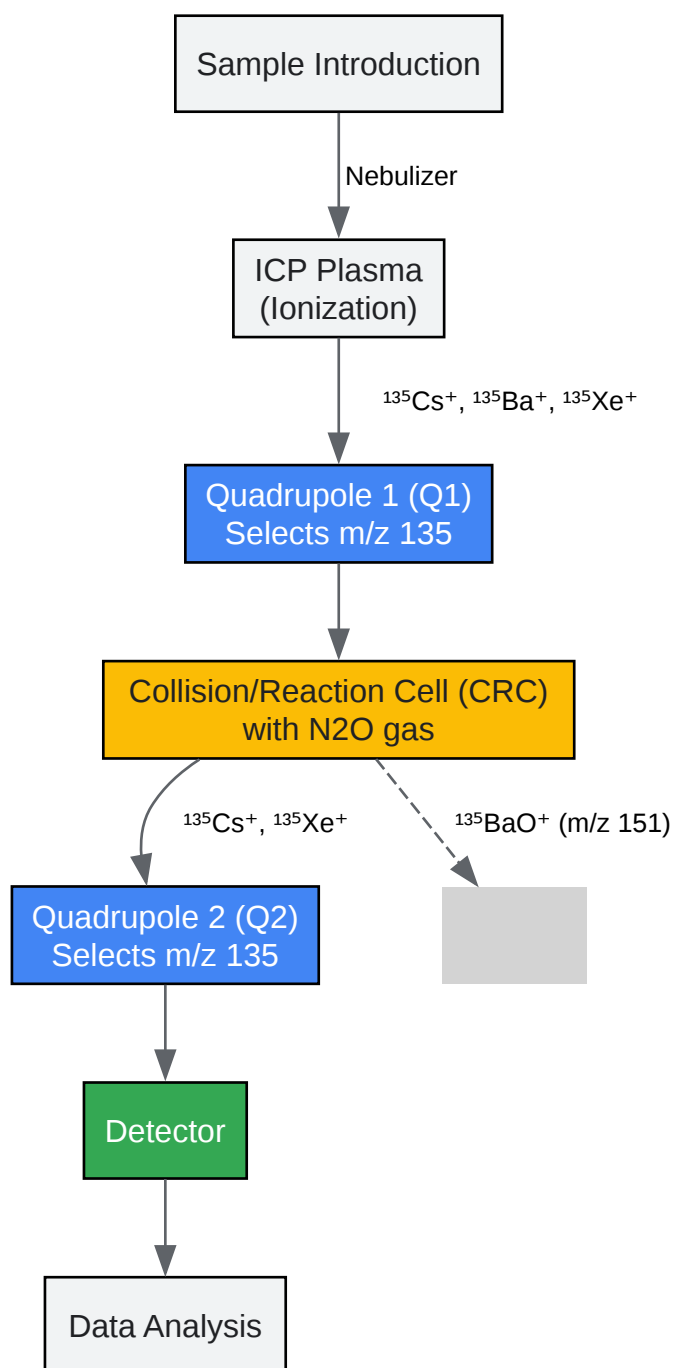 Sample Introduction
Nebulizer
ICP Plasma
(Ionization)
¹³⁵Cs⁺, ¹³⁵Ba⁺, ¹³⁵Xe⁺
Quadrupole 1 (Q1)
Selects m/z 135
Collision/Reaction Cell (CRC)
with N2O gas
¹³⁵Cs⁺, ¹³⁵Xe⁺
¹³⁵BaO⁺ (m/z 151)
Quadrupole 2 (Q2)
Selects m/z 135
Detector
Data Analysis